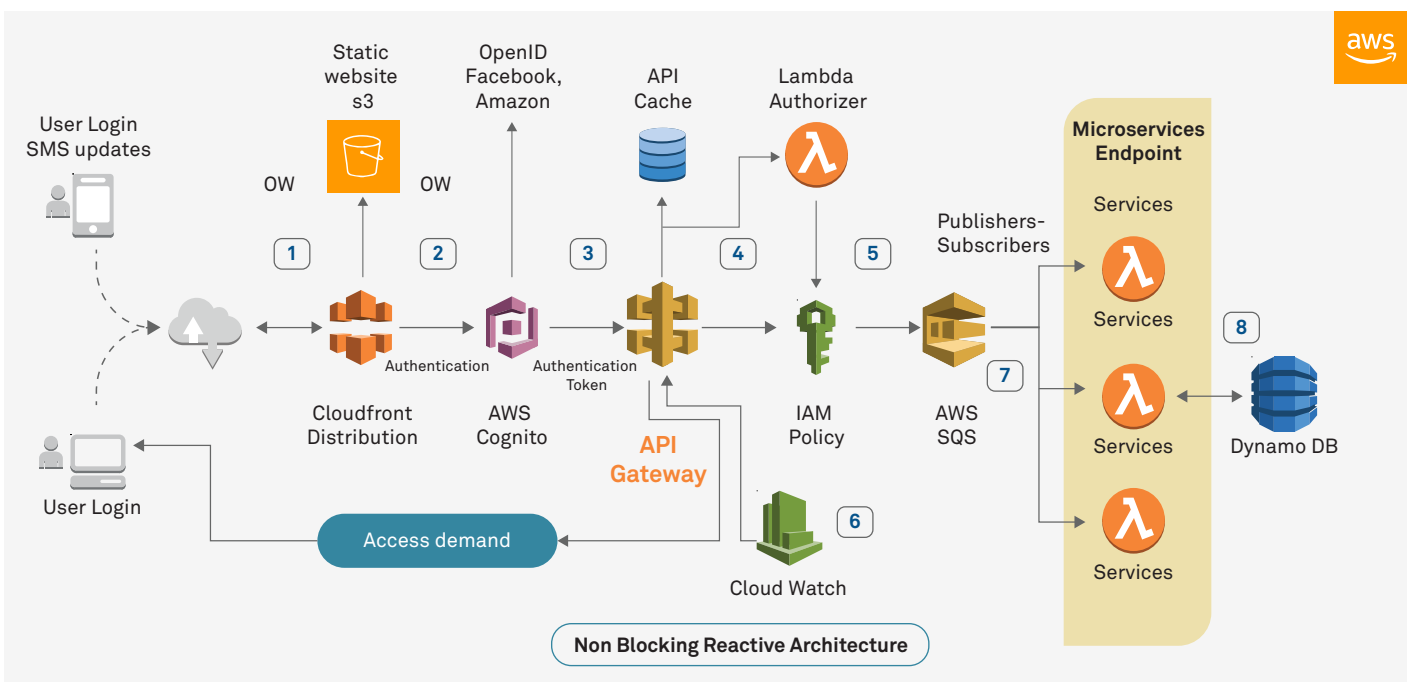 aws
Static
website
s3
OpenID
Facebook,
Amazon
API
Cache
Lambda
Authorizer
User Login
SMS updates
OW
OW
Microservices
Endpoint
Services
Publishers-
Subscribers
1
2
3
4
5
Services
8
7
Authentication
Authentication
Token
Cloudfront
Distribution
AWS
Cognito
API
Gateway
IAM
Policy
AWS
SQS
Services
Dynamo DB
User Login
Access demand
6
Cloud Watch
Services
Non Blocking Reactive Architecture